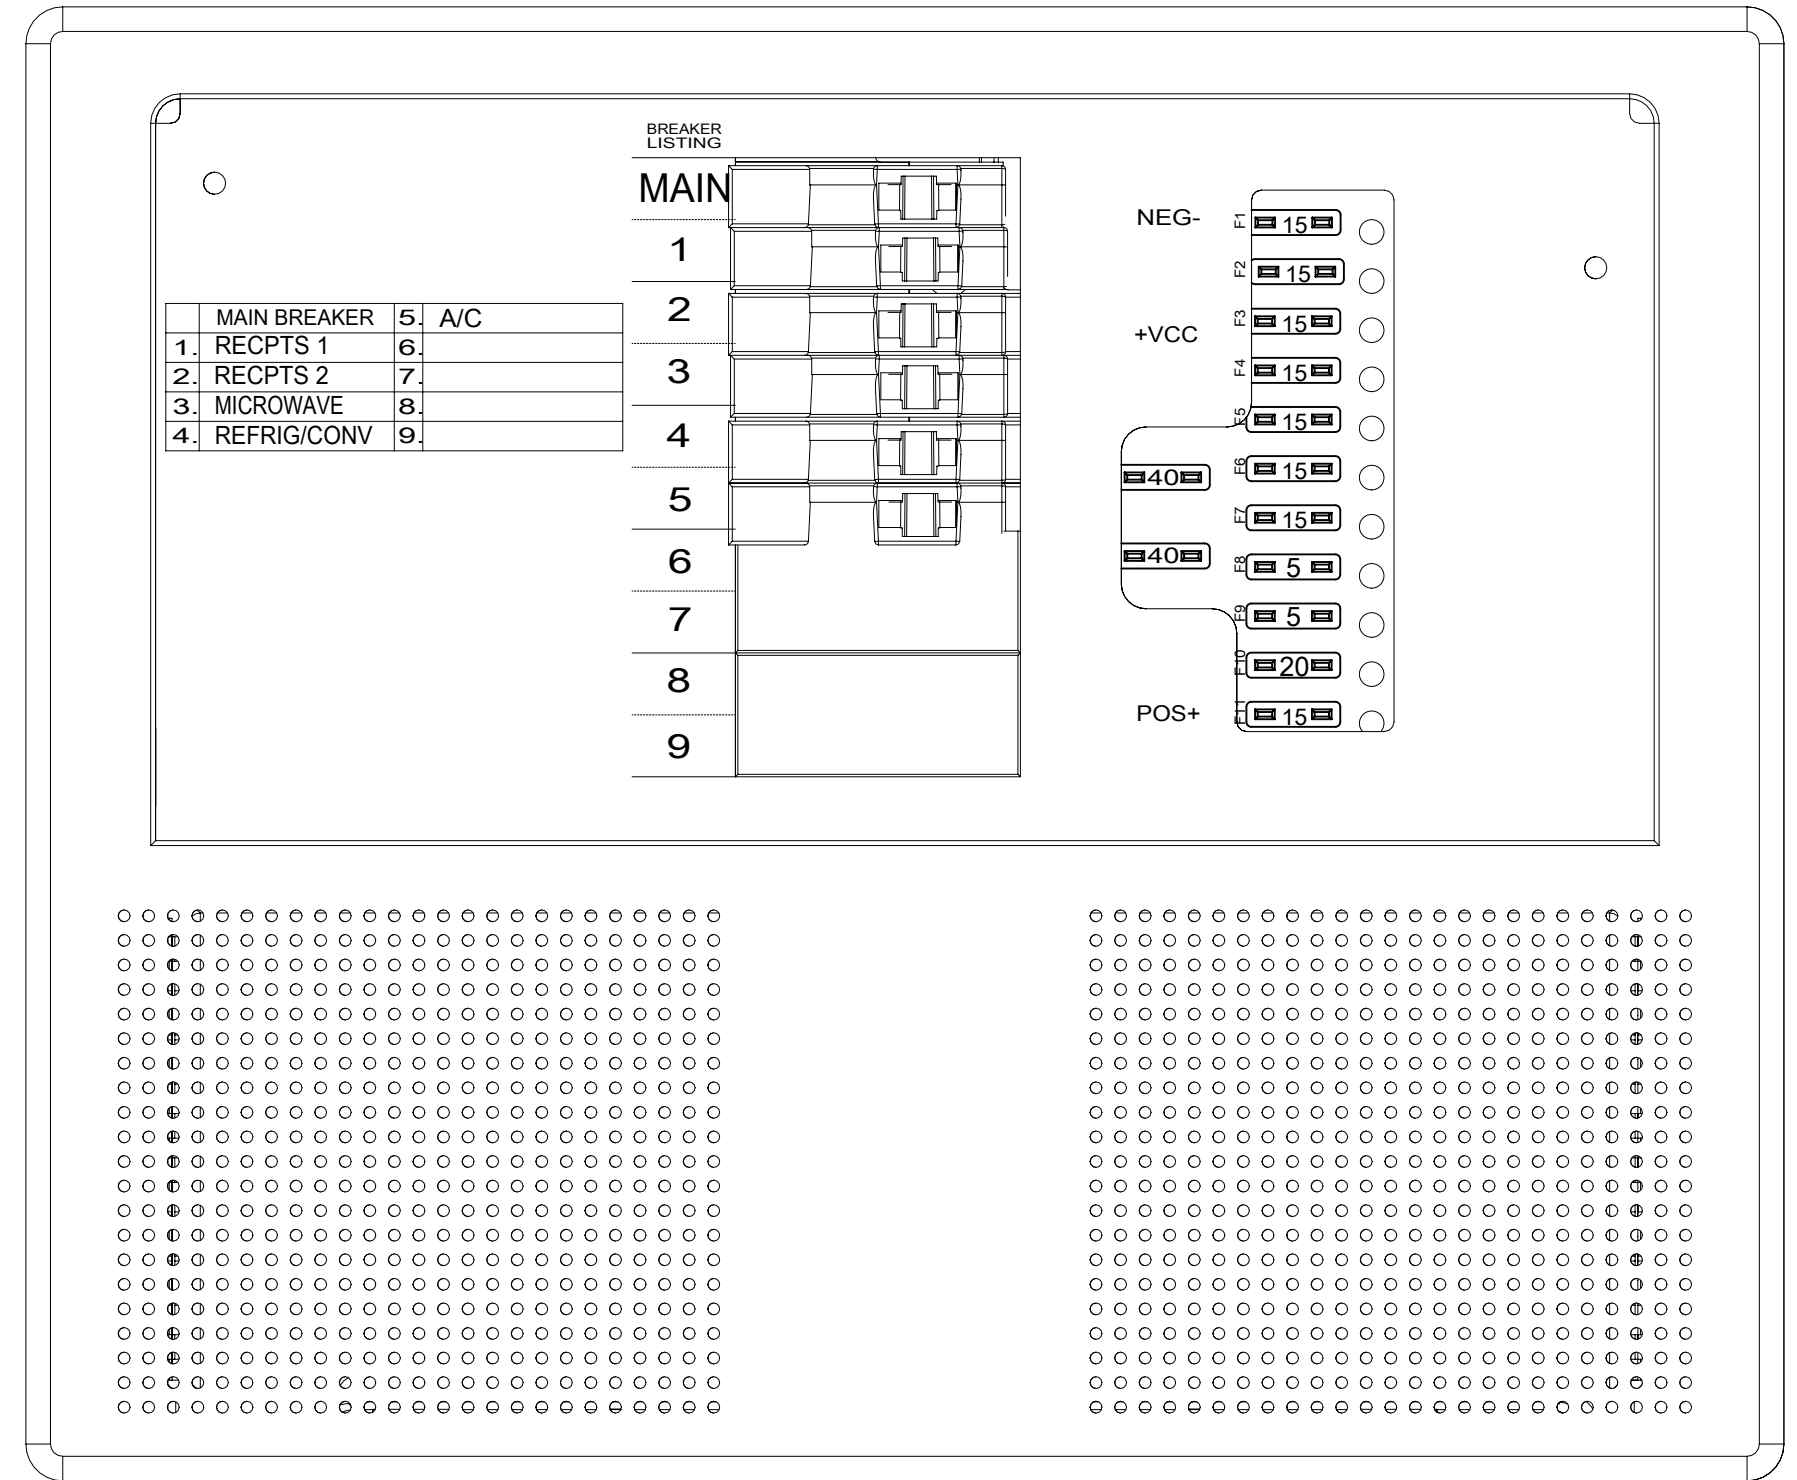 BREAKER
LISTING
MAIN
1
2
3
4
5
6
7
8
9
MAIN BREAKER 5. A/C
1. RECPTS 1 6.
2. RECPTS 2 7.
3. MICROWAVE 8.
4. REFRIG/CONV 9.
NEG-
+VCC
POS+
40
40
F1 15
F2 15
F3 15
F4 15
F5 15
F6 15
F7 15
F8 5
F9 5
F10 20
F11 15